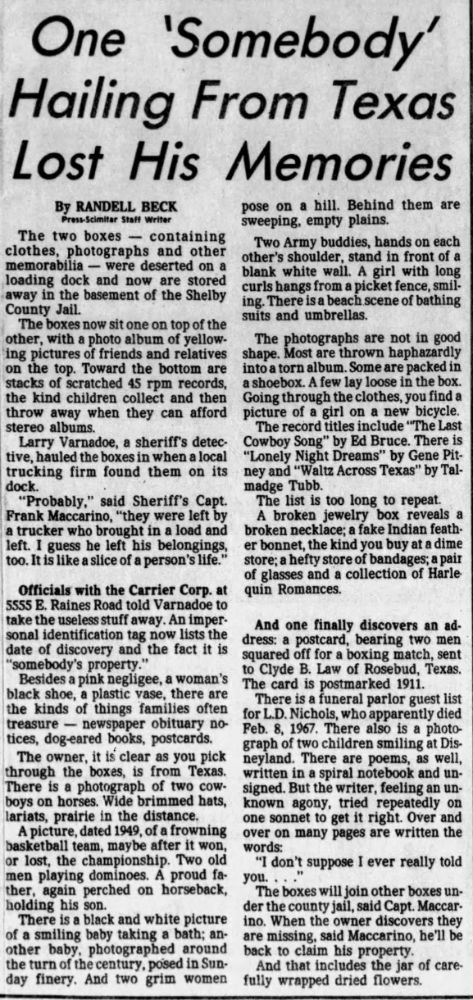 One 'Somebody'
Hailing From Texas
Lost His Memories
By RANDELL BECK
Press-Scimitar Staff Writer
The two boxes — containing
clothes, photographs and other
memorabilia — were deserted on a
loading dock and now are stored
away in the basement of the Shelby
County Jail.
The boxes now sit one on top of the
other, with a photo album of yellow-
ing pictures of friends and relatives
on the top. Toward the bottom are
stacks of scratched 45 rpm records,
the kind children collect and then
throw away when they can afford
stereo albums.
Larry Varnadoe, a sheriff's detec-
tive, hauled the boxes in when a local
trucking firm found them on its
dock.
"Probably," said Sheriff's Capt.
Frank Maccarino, "they were left by
a trucker who brought in a load and
left. I guess he left his belongings,
too. It is like a slice of a person's life."
Officials with the Carrier Corp. at
5555 E. Raines Road told Varnadoe to
take the useless stuff away. An imper-
sonal identification tag now lists the
date of discovery and the fact it is
"somebody's property."
Besides a pink negligee, a woman's
black shoe, a plastic vase, there are
the kinds of things families often
treasure — newspaper obituary no-
tices, dog-eared books, postcards.
The owner, it is clear as you pick
through the boxes, is from Texas.
There is a photograph of two cow-
boys on horses. Wide brimmed hats,
lariats, prairie in the distance.
A picture, dated 1949, of a frowning
basketball team, maybe after it won,
or lost, the championship. Two old
men playing dominoes. A proud fa-
ther, again perched on horseback,
holding his son.
There is a black and white picture
of a smiling baby taking a bath; an-
other baby, photographed around
the turn of the century, posed in Sun-
day finery. And two grim women
pose on a hill. Behind them are
sweeping, empty plains.
Two Army buddies, hands on each
other's shoulder, stand in front of a
blank white wall. A girl with long
curls hangs from a picket fence, smil-
ing. There is a beach scene of bathing
suits and umbrellas.
The photographs are not in good
shape. Most are thrown haphazardly
into a torn album. Some are packed in
a shoebox. A few lay loose in the box.
Going through the clothes, you find a
picture of a girl on a new bicycle.
The record titles include "The Last
Cowboy Song" by Ed Bruce. There is
"Lonely Night Dreams" by Gene Pit-
ney and "Waltz Across Texas" by Tal-
madge Tubb.
The list is too long to repeat.
A broken jewelry box reveals a
broken necklace; a fake Indian feath-
er bonnet, the kind you buy at a dime
store; a hefty store of bandages; a pair
of glasses and a collection of Harle
quin Romances.
And one finally discovers an ad-
dress: a postcard, bearing two men
squared off for a boxing match, sent
to Clyde B. Law of Rosebud, Texas.
The card is postmarked 1911.
There is a funeral parlor guest list
for L.D. Nichols, who apparently died
Feb. 8, 1967. There also is a photo-
graph of two children smiling at Dis-
neyland. There are poems, as well,
written in a spiral notebook and un-
signed. But the writer, feeling an un-
known agony, tried repeatedly on
one sonnet to get it right. Over and
over on many pages are written the
words:
"I don't suppose I ever really told
you. . . ."
The boxes will join other boxes un-
der the county jail, said Capt. Maccar-
ino. When the owner discovers they
are missing, said Maccarino, he'll be
back to claim his property.
And that includes the jar of care-
fully wrapped dried flowers.